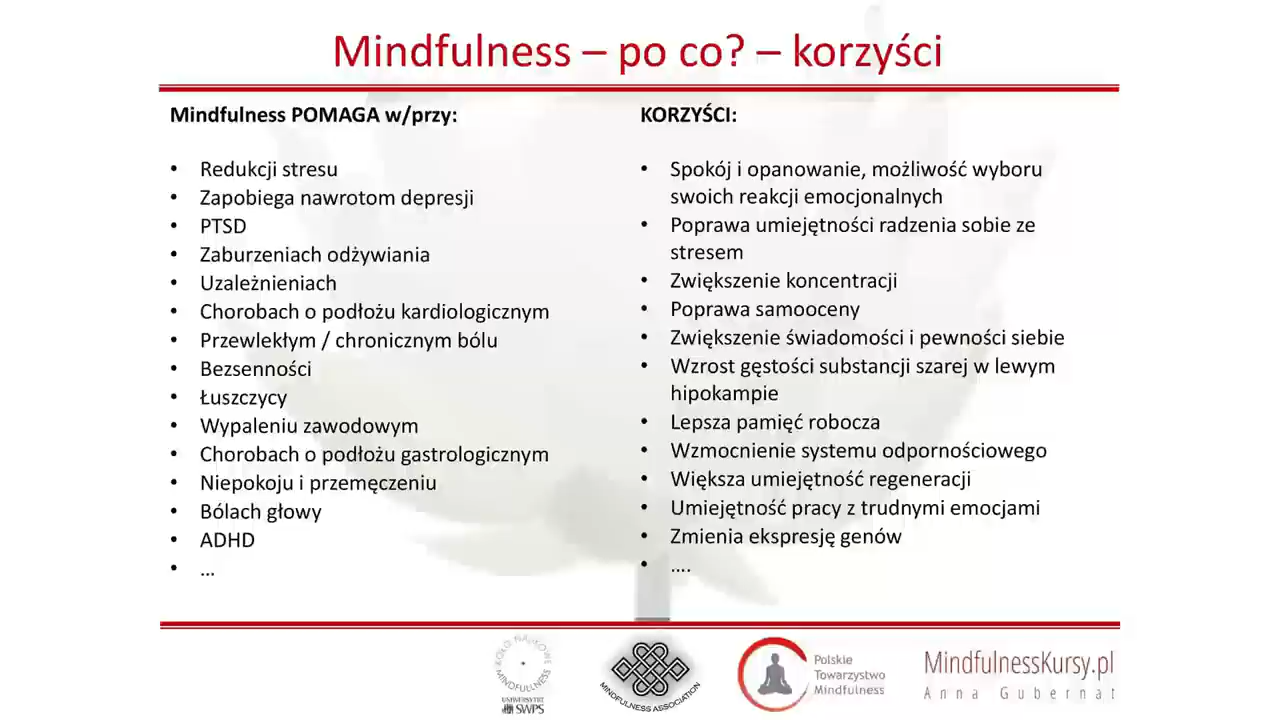 Mindfulness – po co? – korzyści
Mindfulness POMAGA w/przy:
• Redukcji stresu
• Zapobiega nawrotom depresji
• PTSD
• Zaburzeniach odżywiania
• Uzależnieniach
• Chorobach o podłożu kardiologicznym
• Przewlekłym / chronicznym bólu
• Bezsenności
• Łuszczycy
• Wypaleniu zawodowym
• Chorobach o podłożu gastrologicznym
• Niepokoju i przemęczeniu
• Bólach głowy
• ADHD
• ...
KORZYŚCI:
• Spokój i opanowanie, możliwość wyboru
swoich reakcji emocjonalnych
• Poprawa umiejętności radzenia sobie ze
stresem
• Zwiększenie koncentracji
• Poprawa samooceny
• Zwiększenie świadomości i pewności siebie
• Wzrost gęstości substancji szarej w lewym
hipokampie
• Lepsza pamięć robocza
• Wzmocnienie systemu odpornościowego
• Większa umiejętność regeneracji
• Umiejętność pracy z trudnymi emocjami
• Zmienia ekspresję genów
• ....
KOŁO NAUKOWE
MINDFULLNESS
UNIWERSYTET
SWPS
MINDFULNESS ASSOCIATION
Polskie
Towarzystwo
Mindfulness
MindfulnessKursy.pl
Anna Gubernat